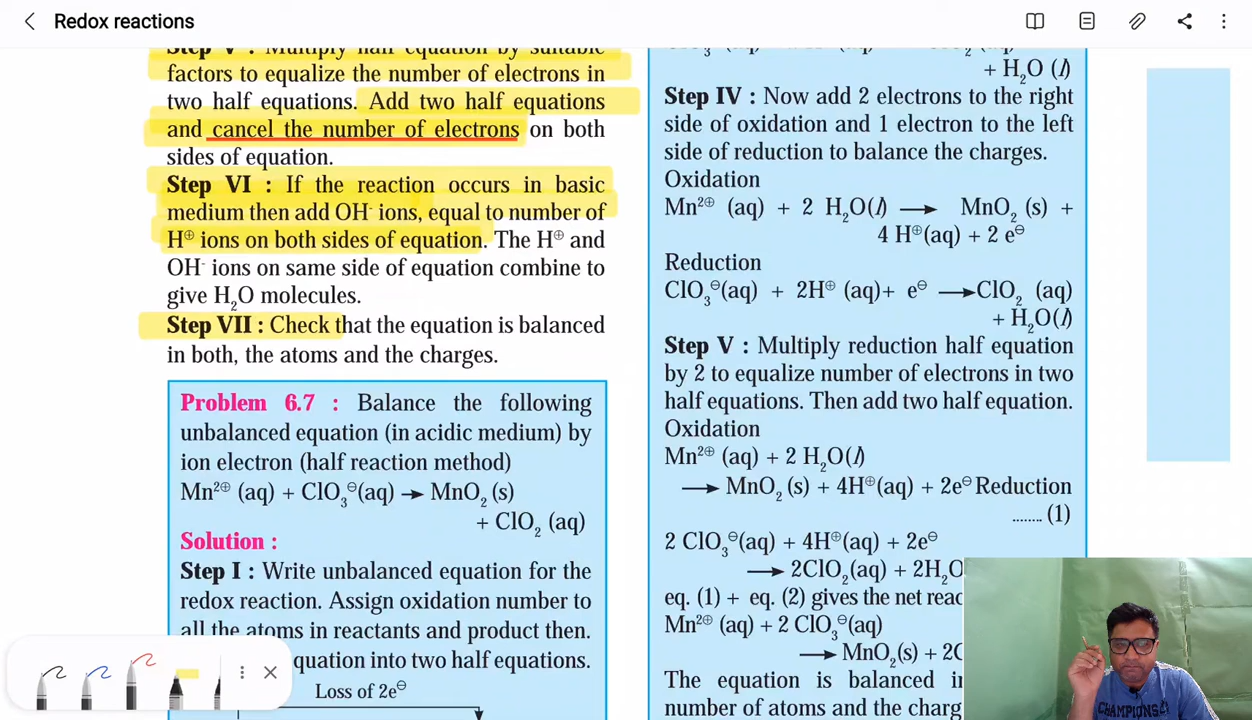 Redox reactions
Step V : Multiply half equation by suitable
factors to equalize the number of electrons in
two half equations. Add two half equations
and cancel the number of electrons on both
sides of equation.
Step VI : If the reaction occurs in basic
medium then add OH⁻ ions, equal to number of
H⊕ ions on both sides of equation. The H⊕ and
OH⁻ ions on same side of equation combine to
give H₂O molecules.
Step VII : Check that the equation is balanced
in both, the atoms and the charges.
Problem 6.7 : Balance the following
unbalanced equation (in acidic medium) by
ion electron (half reaction method)
Mn²⊕ (aq) + ClO₃⊖(aq) → MnO₂ (s)
+ ClO₂ (aq)
Solution :
Step I : Write unbalanced equation for the
redox reaction. Assign oxidation number to
all the atoms in reactants and product then.
equation into two half equations.
Loss of 2e⊖
+ H₂O (l)
Step IV : Now add 2 electrons to the right
side of oxidation and 1 electron to the left
side of reduction to balance the charges.
Oxidation
Mn²⊕ (aq) + 2 H₂O(l) → MnO₂ (s) +
4 H⊕(aq) + 2 e⊖
Reduction
ClO₃⊖(aq) + 2H⊕ (aq)+ e⊖ →ClO₂ (aq)
+ H₂O(l)
Step V : Multiply reduction half equation
by 2 to equalize number of electrons in two
half equations. Then add two half equation.
Oxidation
Mn²⊕ (aq) + 2 H₂O(l)
→ MnO₂ (s) + 4H⊕(aq) + 2e⊖ Reduction
........ (1)
2 ClO₃⊖(aq) + 4H⊕(aq) + 2e⊖
→ 2ClO₂(aq) + 2H₂O
eq. (1) + eq. (2) gives the net
Mn²⊕ (aq) + 2 ClO₃⊖(aq)
→ MnO₂(s) +
The equation is balanced
number of atoms and the
CHAMPIONS